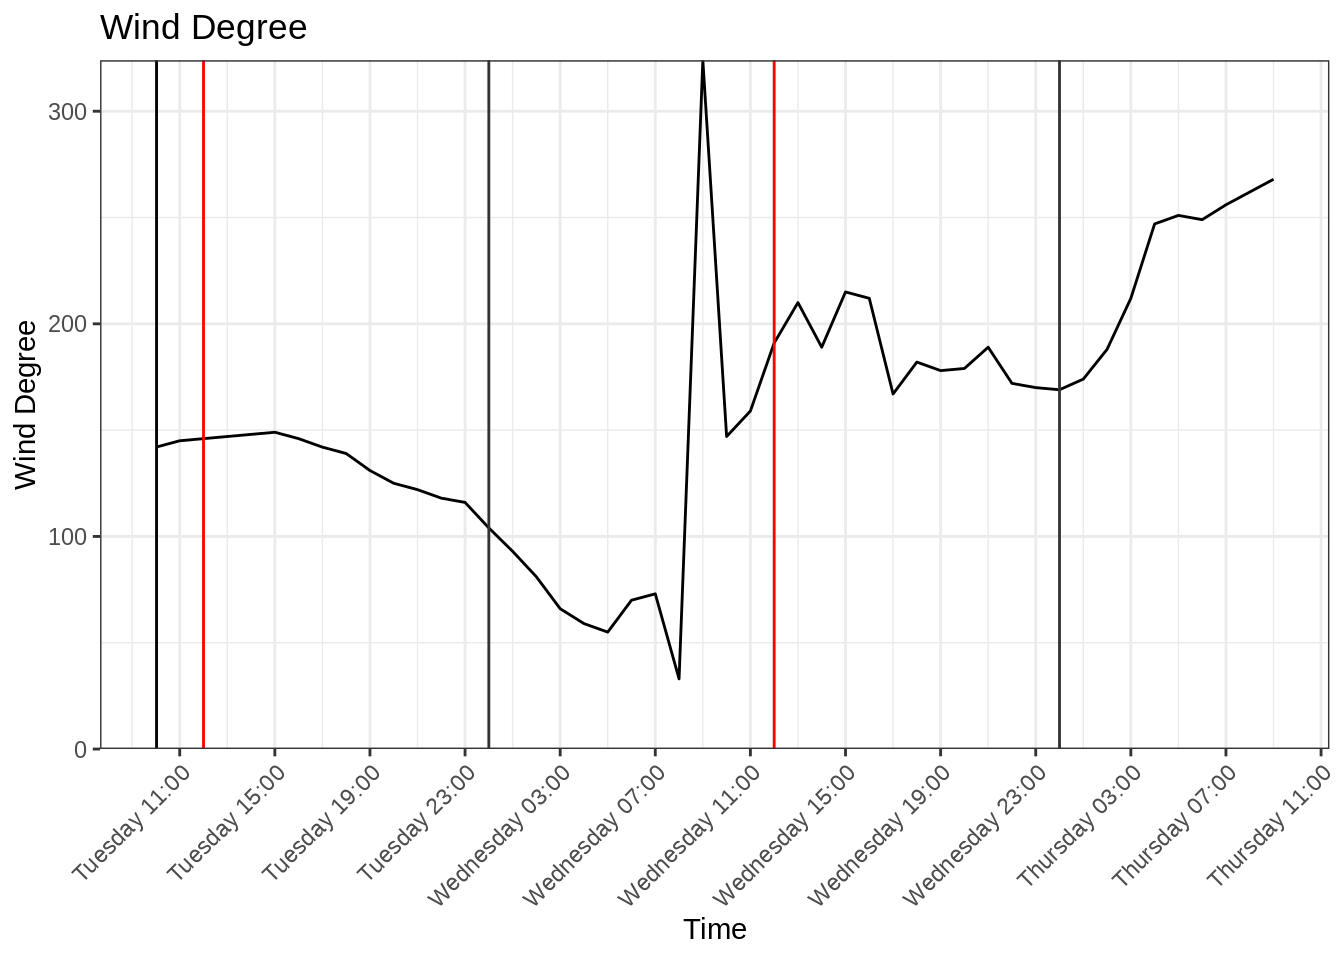 Wind Degree
Wind Degree
300
200
100
0
Tuesday 11:00
Tuesday 15:00
Tuesday 19:00
Tuesday 23:00
Wednesday 03:00
Wednesday 07:00
Wednesday 11:00
Wednesday 15:00
Wednesday 19:00
Wednesday 23:00
Thursday 03:00
Thursday 07:00
Thursday 11:00
Time